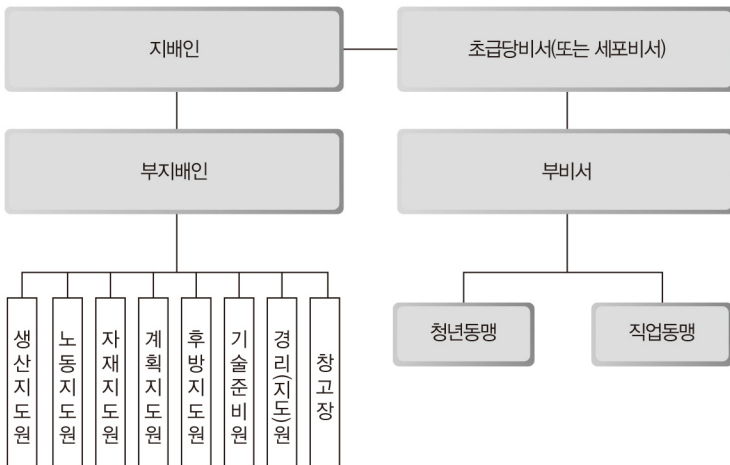 지배인
초급당비서(또는 세포비서)
부지배인
부비서
생산지도원
노동지도원
자재지도원
계획지도원
후방지도원
기술준비원
경리(지도)원
창고장
청년동맹
직업동맹